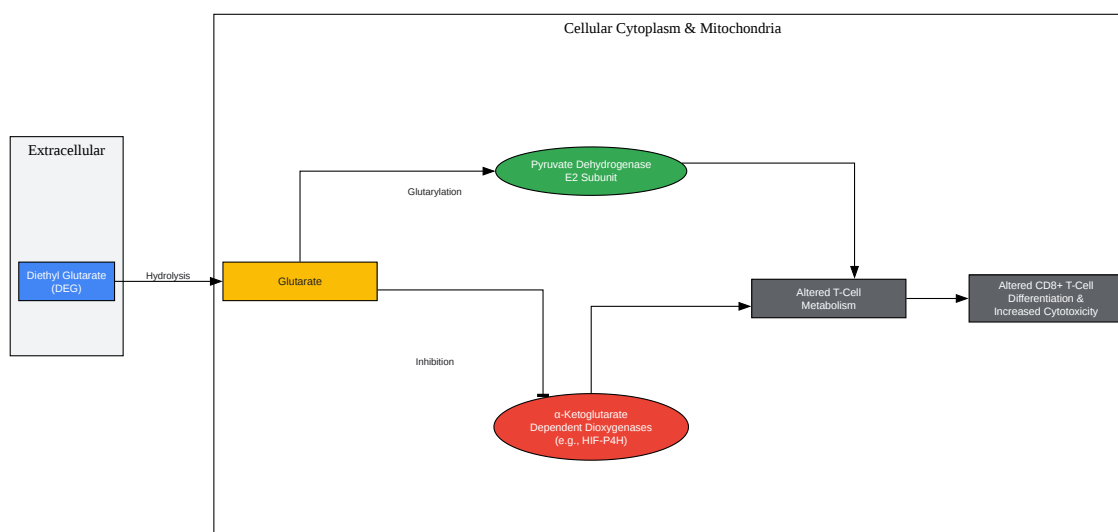 Cellular Cytoplasm & Mitochondria
Extracellular
Pyruvate Dehydrogenase
E2 Subunit
Glutarylation
Diethyl Glutarate
(DEG)
Hydrolysis
Glutarate
Altered T-Cell
Metabolism
Altered CD8+ T-Cell
Differentiation &
Increased Cytotoxicity
Inhibition
α-Ketoglutarate
Dependent Dioxygenases
(e.g., HIF-P4H)